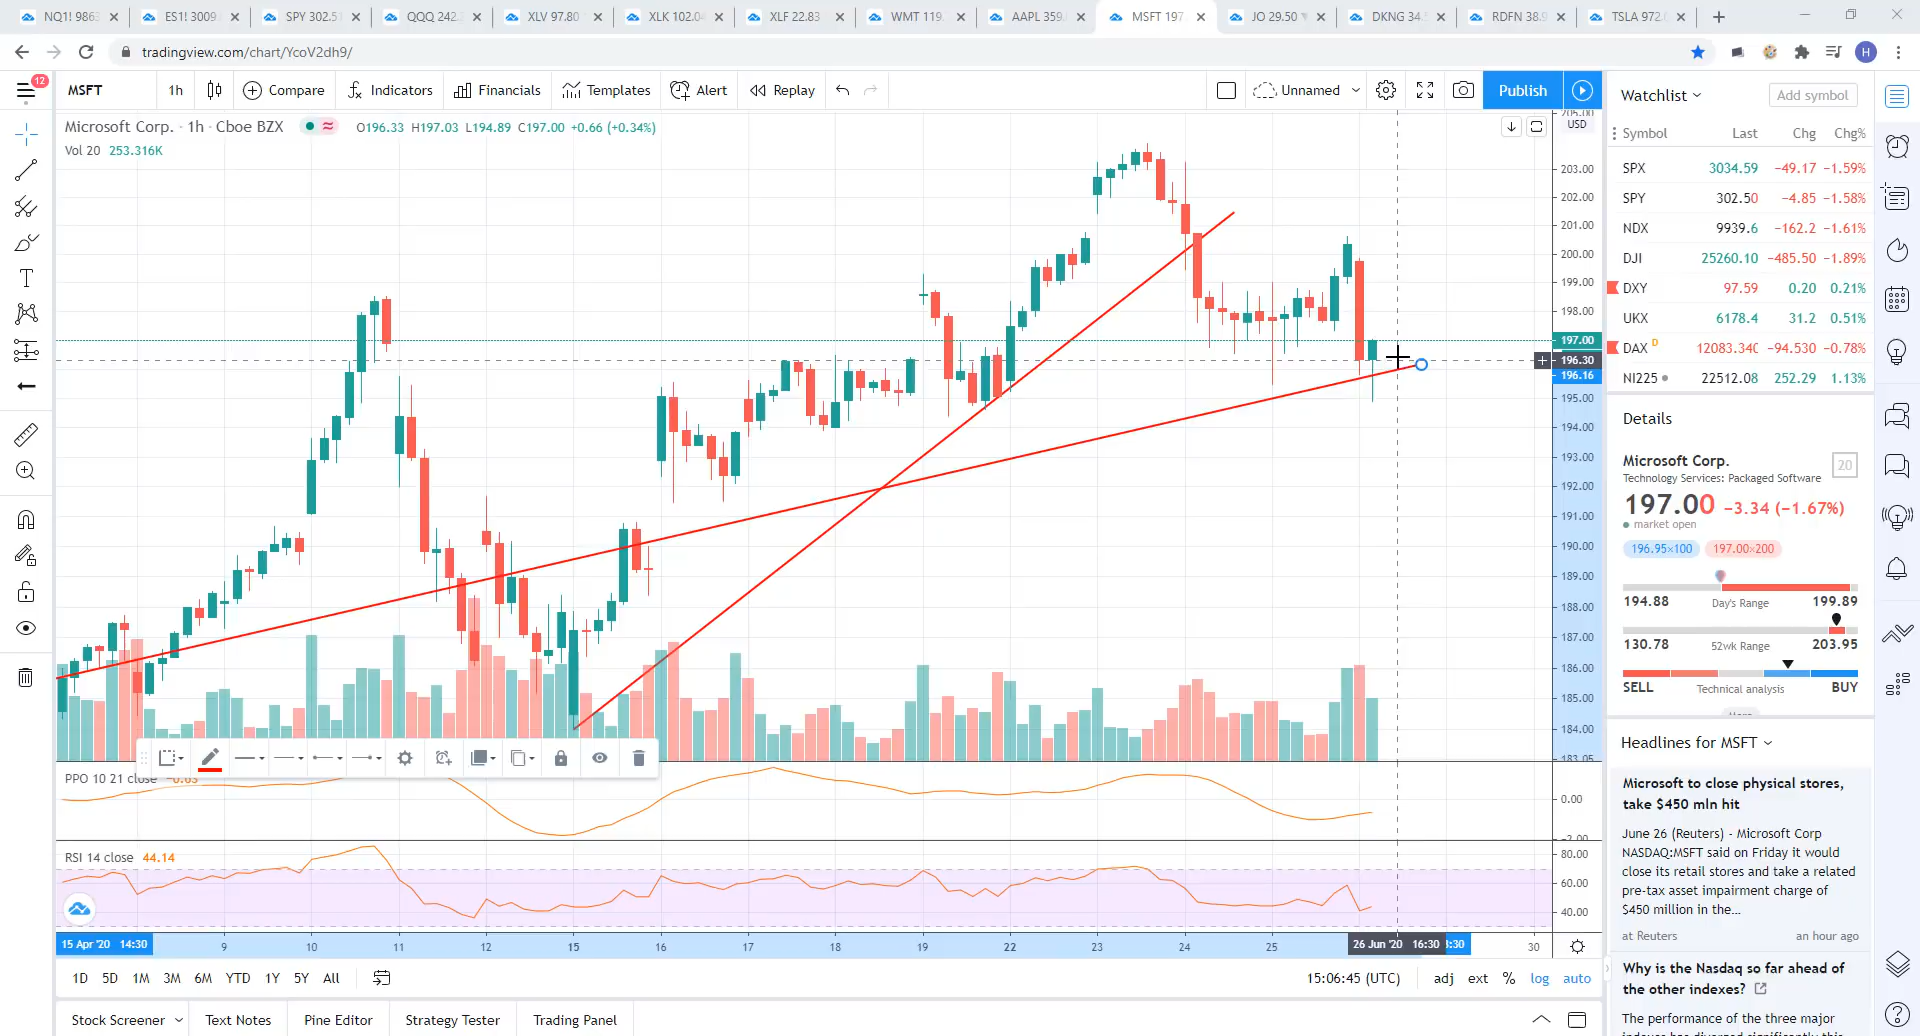 NQ1! 9863
ES1! 3009.
SPY 302.5
QQQ 242.
XLV 97.80
XLK 102.0
XLF 22.83
WMT 119.
AAPL 359.
MSFT 197
JO 29.50
DKNG 34.
RDFN 38.
TSLA 972.
tradingview.com/chart/YcoV2dh9/
H
12
MSFT
1h
Compare
Indicators
Financials
Templates
Alert
Replay
Unnamed
Publish
Microsoft Corp. · 1h · Cboe BZX
O196.33 H197.03 L194.89 C197.00 +0.66 (+0.34%)
Vol 20 253.316K
205.00
USD
203.00
202.00
201.00
200.00
199.00
198.00
197.00
196.30
196.16
195.00
194.00
193.00
192.00
191.00
190.00
189.00
188.00
187.00
186.00
185.00
184.00
183.05
PPO 10 21 close −0.63
0.00
−2.00
RSI 14 close 44.14
80.00
60.00
40.00
15 Apr '20 14:30
9
10
11
12
15
16
17
18
19
22
23
24
25
26 Jun '20 16:30
:30
30
1D 5D 1M 3M 6M YTD 1Y 5Y All
15:06:45 (UTC)
adj ext % log auto
Stock Screener
Text Notes
Pine Editor
Strategy Tester
Trading Panel
Watchlist
Add symbol
Symbol Last Chg Chg%
SPX 3034.59 −49.17 −1.59%
SPY 302.50 −4.85 −1.58%
NDX 9939.6 −162.2 −1.61%
DJI 25260.10 −485.50 −1.89%
DXY 97.59 0.20 0.21%
UKX 6178.4 31.2 0.51%
DAX D 12083.340 −94.530 −0.78%
NI225 22512.08 252.29 1.13%
Details
Microsoft Corp.
20
Technology Services: Packaged Software
197.00 −3.34 (−1.67%)
market open
196.95×100 197.00×200
194.88 Day's Range 199.89
130.78 52wk Range 203.95
SELL Technical analysis BUY
More
Headlines for MSFT
Microsoft to close physical stores,
take $450 mln hit
June 26 (Reuters) - Microsoft Corp
NASDAQ:MSFT said on Friday it would
close its retail stores and take a related
pre-tax asset impairment charge of
$450 million in the...
at Reuters an hour ago
Why is the Nasdaq so far ahead of
the other indexes?
The performance of the three major